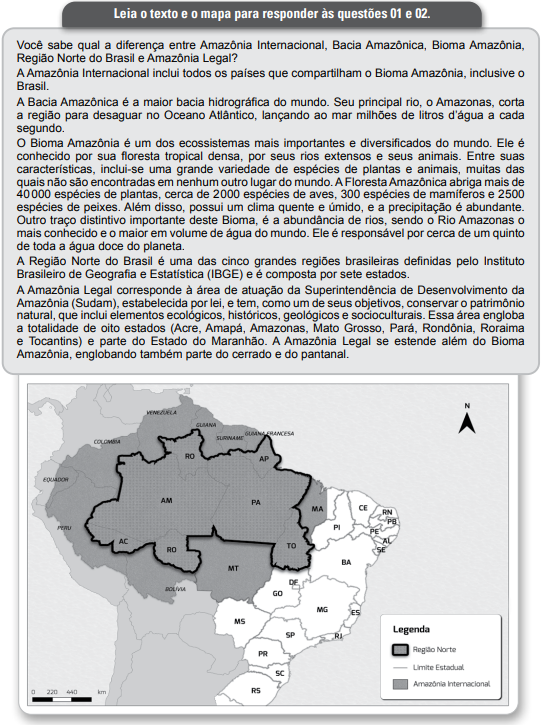 Leia o texto e o mapa para responder às questões 01 e 02.
Você sabe qual a diferença entre Amazônia Internacional, Bacia Amazônica, Bioma Amazônia,
Região Norte do Brasil e Amazônia Legal?
A Amazônia Internacional inclui todos os países que compartilham o Bioma Amazônia, inclusive o
Brasil.
A Bacia Amazônica é a maior bacia hidrográfica do mundo. Seu principal rio, o Amazonas, corta
a região para desaguar no Oceano Atlântico, lançando ao mar milhões de litros d'água a cada
segundo.
O Bioma Amazônia é um dos ecossistemas mais importantes e diversificados do mundo. Ele é
conhecido por sua floresta tropical densa, por seus rios extensos e seus animais. Entre suas
características, inclui-se uma grande variedade de espécies de plantas e animais, muitas das
quais não são encontradas em nenhum outro lugar do mundo. A Floresta Amazônica abriga mais de
40 000 espécies de plantas, cerca de 2 000 espécies de aves, 300 espécies de mamíferos e 2500
espécies de peixes. Além disso, possui um clima quente e úmido, e a precipitação é abundante.
Outro traço distintivo importante deste Bioma, é a abundância de rios, sendo o Rio Amazonas o
mais conhecido e o maior em volume de água do mundo. Ele é responsável por cerca de um quinto
de toda a água doce do planeta.
A Região Norte do Brasil é uma das cinco grandes regiões brasileiras definidas pelo Instituto
Brasileiro de Geografia e Estatística (IBGE) e é composta por sete estados.
A Amazônia Legal corresponde à área de atuação da Superintendência de Desenvolvimento da
Amazônia (Sudam), estabelecida por lei, e tem, como um de seus objetivos, conservar o patrimônio
natural, que inclui elementos ecológicos, históricos, geológicos e socioculturais. Essa área engloba
a totalidade de oito estados (Acre, Amapá, Amazonas, Mato Grosso, Pará, Rondônia, Roraima
e Tocantins) e parte do Estado do Maranhão. A Amazônia Legal se estende além do Bioma
Amazônia, englobando também parte do cerrado e do pantanal.
N
VENEZUELA
GUIANA
SURINAME
GUIANA FRANCESA
COLOMBIA
RO
AP
EQUADOR
AM
PA
MA
CE
RN
PB
PI
PE
AL
SE
PERU
AC
RO
TO
MT
BA
BOLÍVIA
DF
GO
MG
ES
MS
SP
RJ
PR
SC
RS
Legenda
Região Norte
Limite Estadual
Amazônia Internacional
0 220 440 km